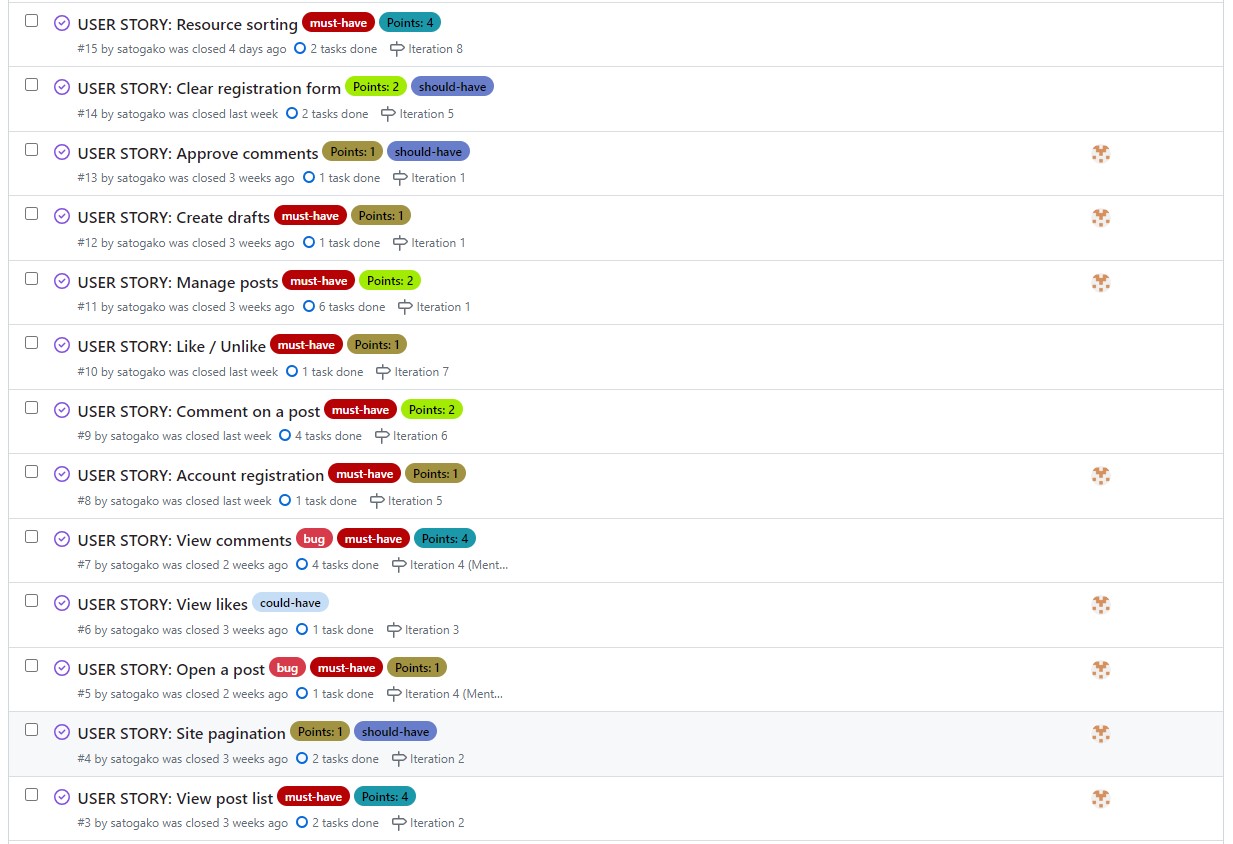 USER STORY: Resource sorting must-have Points: 4
#15 by satogako was closed 4 days ago 2 tasks done Iteration 8
USER STORY: Clear registration form Points: 2 should-have
#14 by satogako was closed last week 2 tasks done Iteration 5
USER STORY: Approve comments Points: 1 should-have
#13 by satogako was closed 3 weeks ago 1 task done Iteration 1
USER STORY: Create drafts must-have Points: 1
#12 by satogako was closed 3 weeks ago 1 task done Iteration 1
USER STORY: Manage posts must-have Points: 2
#11 by satogako was closed 3 weeks ago 6 tasks done Iteration 1
USER STORY: Like / Unlike must-have Points: 1
#10 by satogako was closed last week 1 task done Iteration 7
USER STORY: Comment on a post must-have Points: 2
#9 by satogako was closed last week 4 tasks done Iteration 6
USER STORY: Account registration must-have Points: 1
#8 by satogako was closed last week 1 task done Iteration 5
USER STORY: View comments bug must-have Points: 4
#7 by satogako was closed 2 weeks ago 4 tasks done Iteration 4 (Ment...
USER STORY: View likes could-have
#6 by satogako was closed 3 weeks ago 1 task done Iteration 3
USER STORY: Open a post bug must-have Points: 1
#5 by satogako was closed 2 weeks ago 1 task done Iteration 4 (Ment...
USER STORY: Site pagination Points: 1 should-have
#4 by satogako was closed 3 weeks ago 2 tasks done Iteration 2
USER STORY: View post list must-have Points: 4
#3 by satogako was closed 3 weeks ago 2 tasks done Iteration 2